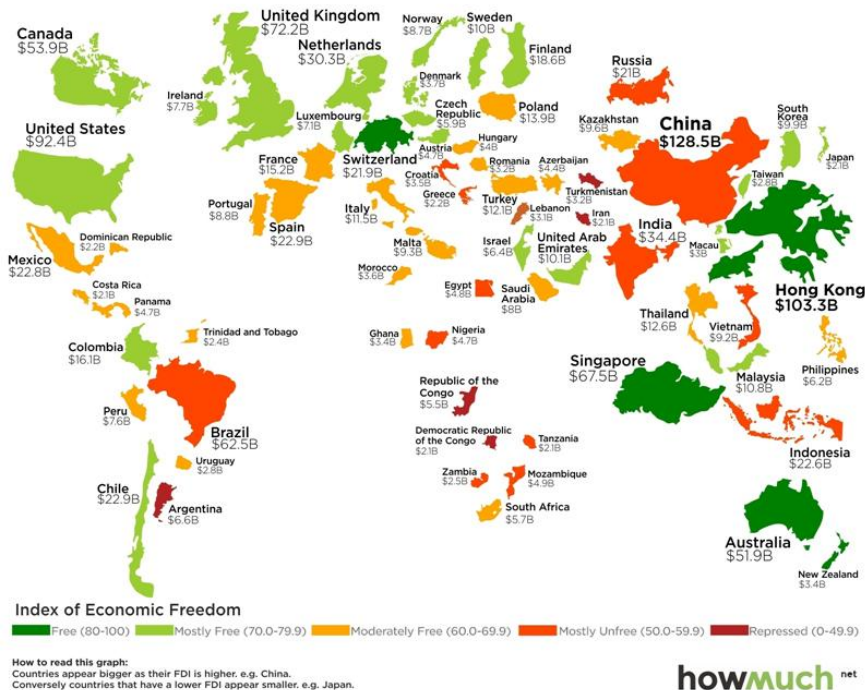 Canada
$53.9B
United Kingdom
$72.2B
Netherlands
$30.3B
Norway
$8.7B
Sweden
$10B
Finland
$18.6B
Denmark
$3.7B
Ireland
$7.7B
Luxembourg
$7.1B
Czech
Republic
$5.9B
Poland
$13.9B
Russia
$21B
Kazakhstan
$9.6B
China
$128.5B
South
Korea
$9.9B
Japan
$2.1B
United States
$92.4B
France
$15.2B
Switzerland
$21.9B
Austria
$4.7B
Hungary
$4B
Croatia
$3.5B
Romania
$3.2B
Azerbaijan
$4.4B
Turkmenistan
$3.2B
Taiwan
$2.8B
Portugal
$8.8B
Spain
$22.9B
Italy
$11.5B
Greece
$2.2B
Turkey
$12.1B
Lebanon
$3.1B
Iran
$2.1B
India
$34.4B
Macau
$3B
Mexico
$22.8B
Dominican Republic
$2.2B
Malta
$9.3B
Israel
$6.4B
United Arab
Emirates
$10.1B
Morocco
$3.6B
Egypt
$4.8B
Saudi
Arabia
$8B
Hong Kong
$103.3B
Costa Rica
$2.1B
Panama
$4.7B
Thailand
$12.6B
Vietnam
$9.2B
Colombia
$16.1B
Trinidad and Tobago
$2.4B
Ghana
$3.4B
Nigeria
$4.7B
Singapore
$67.5B
Malaysia
$10.8B
Philippines
$6.2B
Peru
$7.6B
Brazil
$62.5B
Republic of the
Congo
$5.5B
Democratic Republic
of the Congo
$2.1B
Tanzania
$2.1B
Uruguay
$2.8B
Zambia
$2.5B
Mozambique
$4.9B
Indonesia
$22.6B
Chile
$22.9B
Argentina
$6.6B
South Africa
$5.7B
Australia
$51.9B
New Zealand
$3.4B
Index of Economic Freedom
Free (80-100) Mostly Free (70.0-79.9) Moderately Free (60.0-69.9) Mostly Unfree (50.0-59.9) Repressed (0-49.9)
How to read this graph:
Countries appear bigger as their FDI is higher. e.g. China.
Conversely countries that have a lower FDI appear smaller. e.g. Japan.
howmuch net